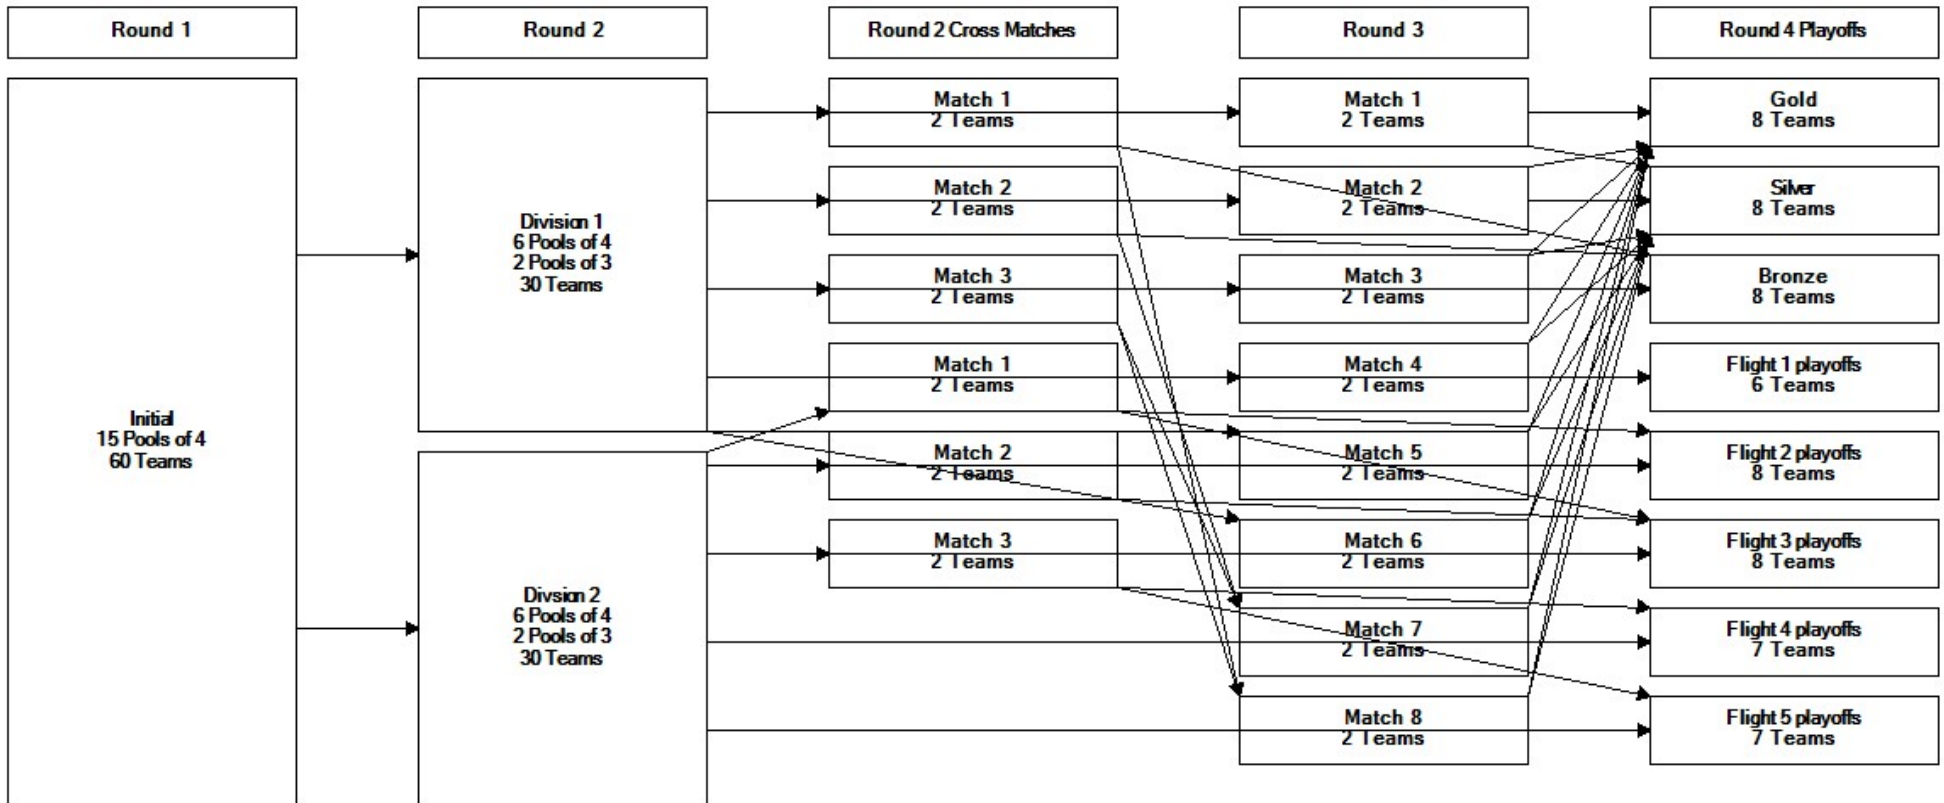 Round 1
Round 2
Round 2 Cross Matches
Round 3
Round 4 Playoffs
Initial
15 Pools of 4
60 Teams
Division 1
6 Pools of 4
2 Pools of 3
30 Teams
Divsion 2
6 Pools of 4
2 Pools of 3
30 Teams
Match 1
2 Teams
Match 2
2 Teams
Match 3
2 Teams
Match 1
2 Teams
Match 2
2 Teams
Match 3
2 Teams
Match 1
2 Teams
Match 2
2 Teams
Match 3
2 Teams
Match 4
2 Teams
Match 5
2 Teams
Match 6
2 Teams
Match 7
2 Teams
Match 8
2 Teams
Gold
8 Teams
Silver
8 Teams
Bronze
8 Teams
Flight 1 playoffs
6 Teams
Flight 2 playoffs
8 Teams
Flight 3 playoffs
8 Teams
Flight 4 playoffs
7 Teams
Flight 5 playoffs
7 Teams